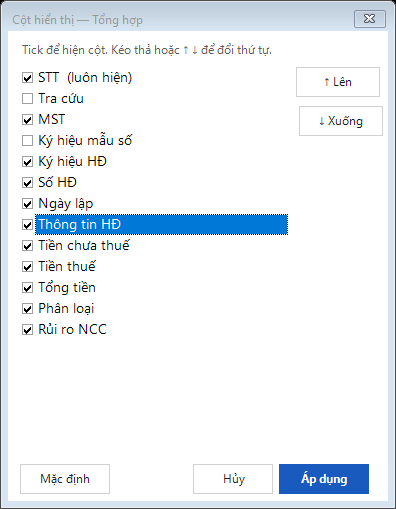 Cột hiển thị — Tổng hợp
Tick để hiện cột. Kéo thả hoặc ↑ ↓ để đổi thứ tự.
STT (luôn hiện)
↑ Lên
Tra cứu
MST
↓ Xuống
Ký hiệu mẫu số
Ký hiệu HĐ
Số HĐ
Ngày lập
Thông tin HĐ
Tiền chưa thuế
Tiền thuế
Tổng tiền
Phân loại
Rủi ro NCC
Mặc định
Hủy
Áp dụng